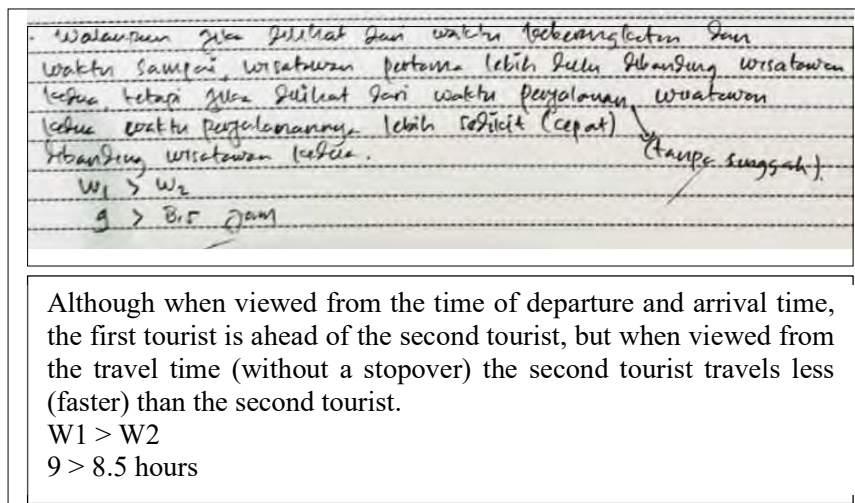 . Walaupun jika dilihat dari waktu keberangkatan dan
waktu sampai, wisatawan pertama lebih dulu dibanding wisatawan
kedua, tetapi jika dilihat dari waktu perjalanan, wisatawan
kedua waktu perjalanannya lebih sedikit (cepat)
dibanding wisatawan kedua. (tanpa singgah).
W1 > W2
9 > 8.5 Jam
Although when viewed from the time of departure and arrival time,
the first tourist is ahead of the second tourist, but when viewed from
the travel time (without a stopover) the second tourist travels less
(faster) than the second tourist.
W1 > W2
9 > 8.5 hours